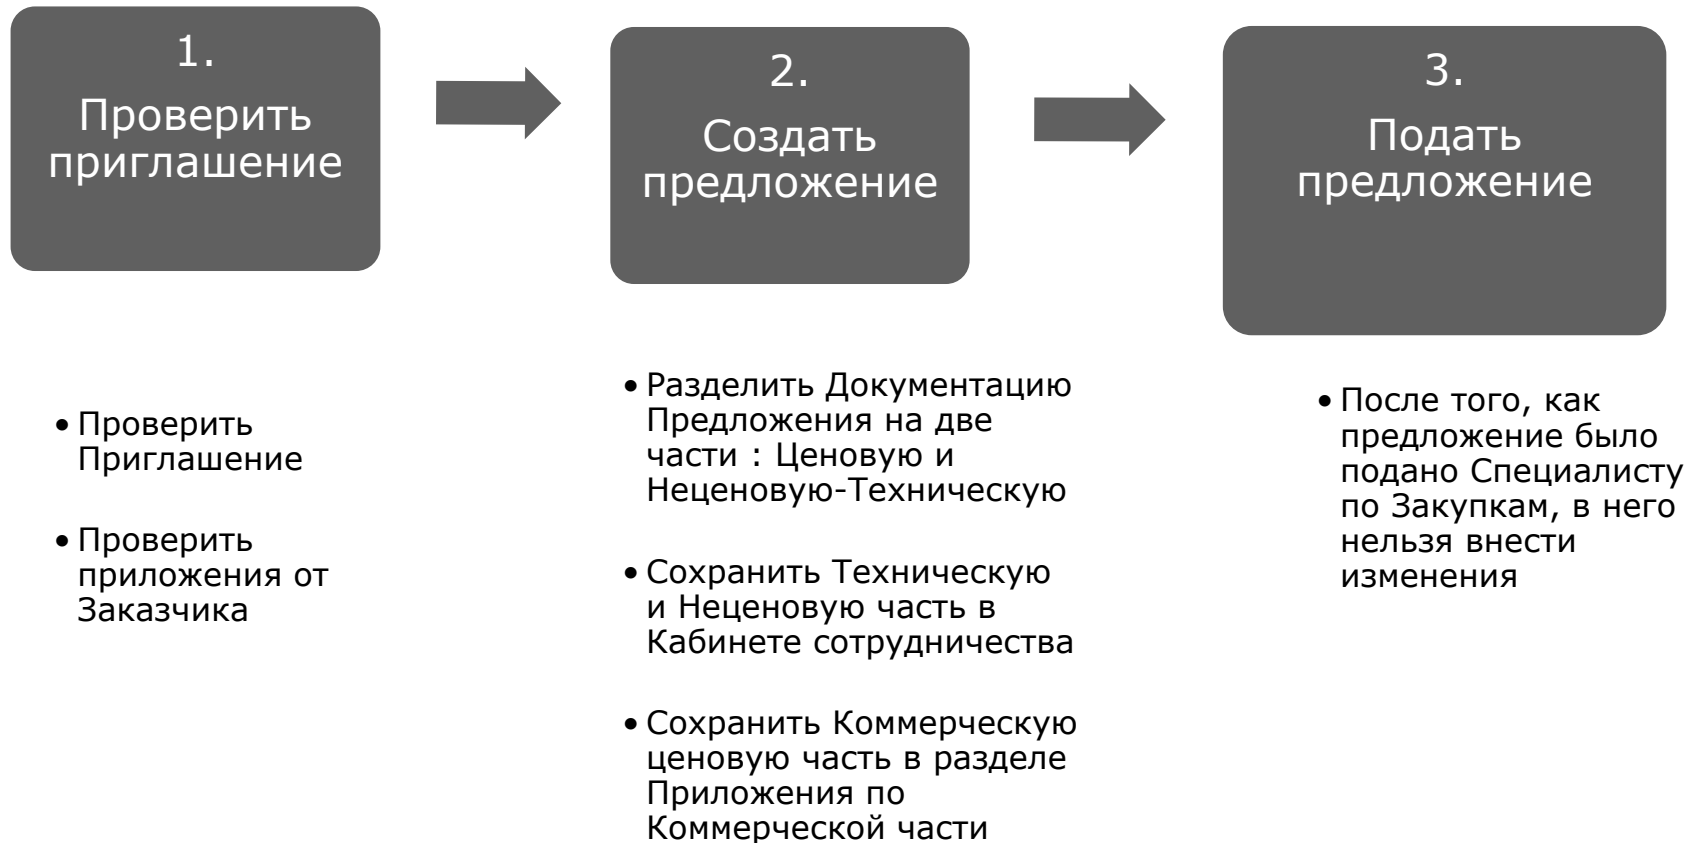 1.
Проверить
приглашение
2.
Создать
предложение
3.
Подать
предложение
• Проверить
Приглашение
• Проверить
приложения от
Заказчика
• Разделить Документацию
Предложения на две
части : Ценовую и
Неценовую-Техническую
• Сохранить Техническую
и Неценовую часть в
Кабинете сотрудничества
• Сохранить Коммерческую
ценовую часть в разделе
Приложения по
Коммерческой части
• После того, как
предложение было
подано Специалисту
по Закупкам, в него
нельзя внести
изменения